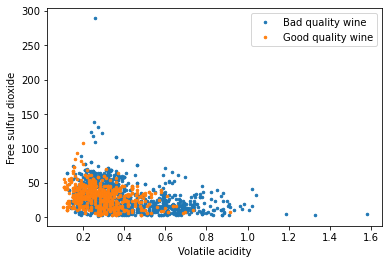 300
250
200
150
100
50
0
Free sulfur dioxide
Bad quality wine
Good quality wine
0.2 0.4 0.6 0.8 1.0 1.2 1.4 1.6
Volatile acidity